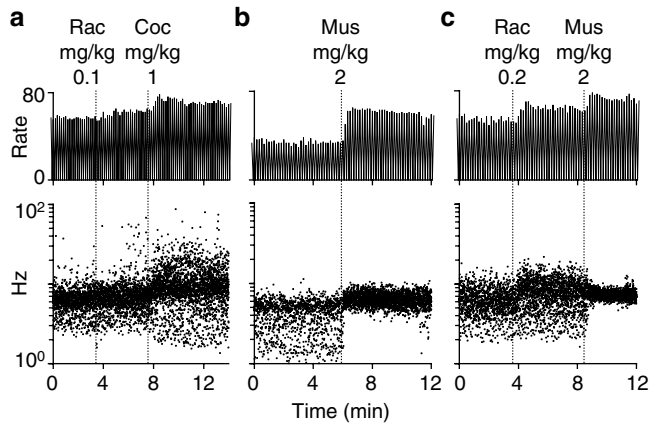 a b c
Rac Coc Mus Rac Mus
mg/kg mg/kg mg/kg mg/kg mg/kg
0.1 1 2 0.2 2
80
Rate
0
10²
Hz
10⁰
0 4 8 12 0 4 8 12 0 4 8 12
Time (min)